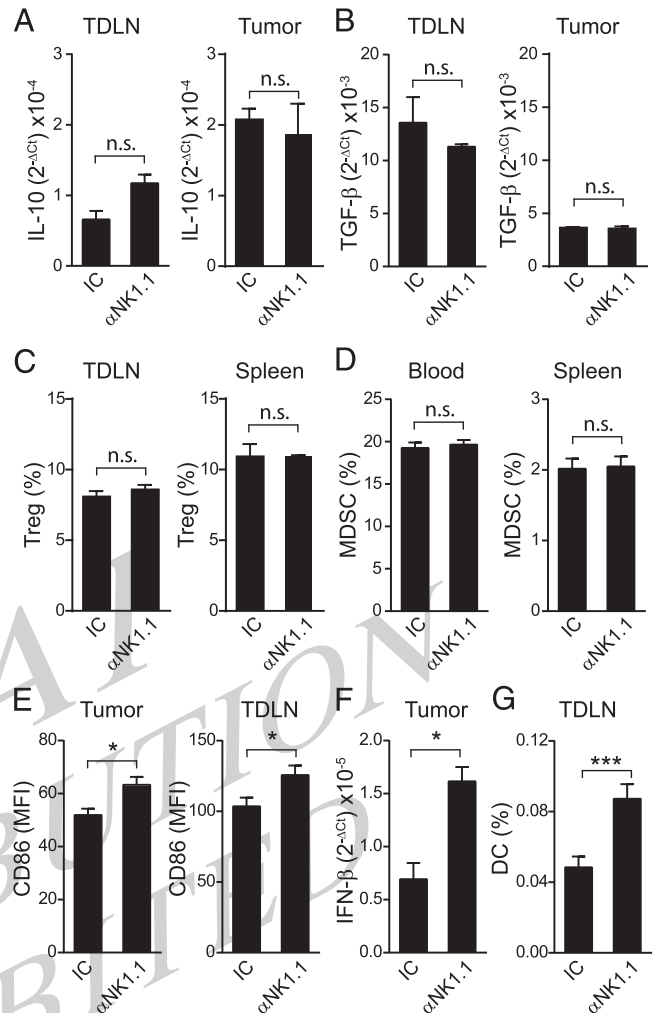 A
TDLN
IL-10 (2-ΔCt) x10-4
3
2
1
0
n.s.
IC
αNK1.1
Tumor
IL-10 (2-ΔCt) x10-4
3
2
1
0
n.s.
IC
αNK1.1
B
TDLN
TGF-β (2-ΔCt) x10-3
20
15
10
5
0
n.s.
IC
αNK1.1
Tumor
TGF-β (2-ΔCt) x10-3
20
15
10
5
0
n.s.
IC
αNK1.1
C
TDLN
Treg (%)
15
10
5
0
n.s.
IC
αNK1.1
Spleen
Treg (%)
15
10
5
0
n.s.
IC
αNK1.1
D
Blood
MDSC (%)
25
20
15
10
5
0
n.s.
IC
αNK1.1
Spleen
MDSC (%)
3
2
1
0
n.s.
IC
αNK1.1
E
Tumor
CD86 (MFI)
80
60
40
20
0
*
IC
αNK1.1
TDLN
CD86 (MFI)
150
100
50
0
*
IC
αNK1.1
F
Tumor
IFN-β (2-ΔCt) x10-5
2.0
1.5
1.0
0.5
0.0
*
IC
αNK1.1
G
TDLN
DC (%)
0.12
0.08
0.04
0.00
***
IC
αNK1.1